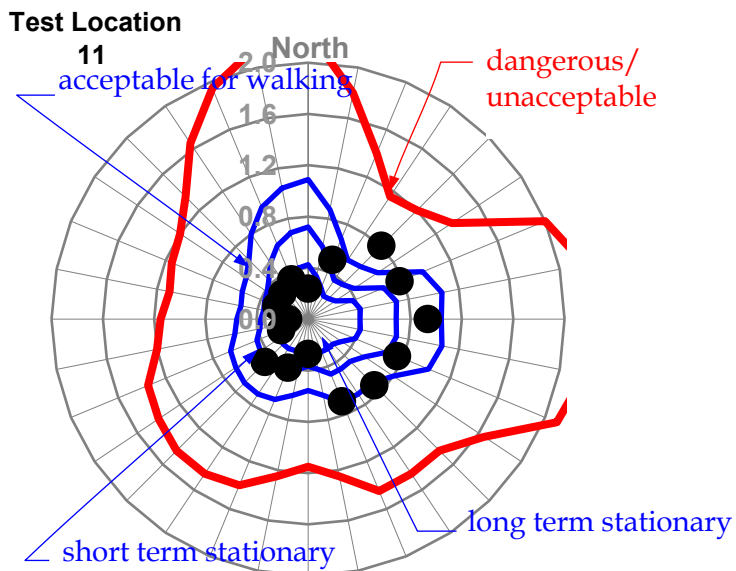 Test Location
11
North
2.0
acceptable for walking
dangerous/
unacceptable
1.6
1.2
0.8
0.4
0.0
long term stationary
short term stationary